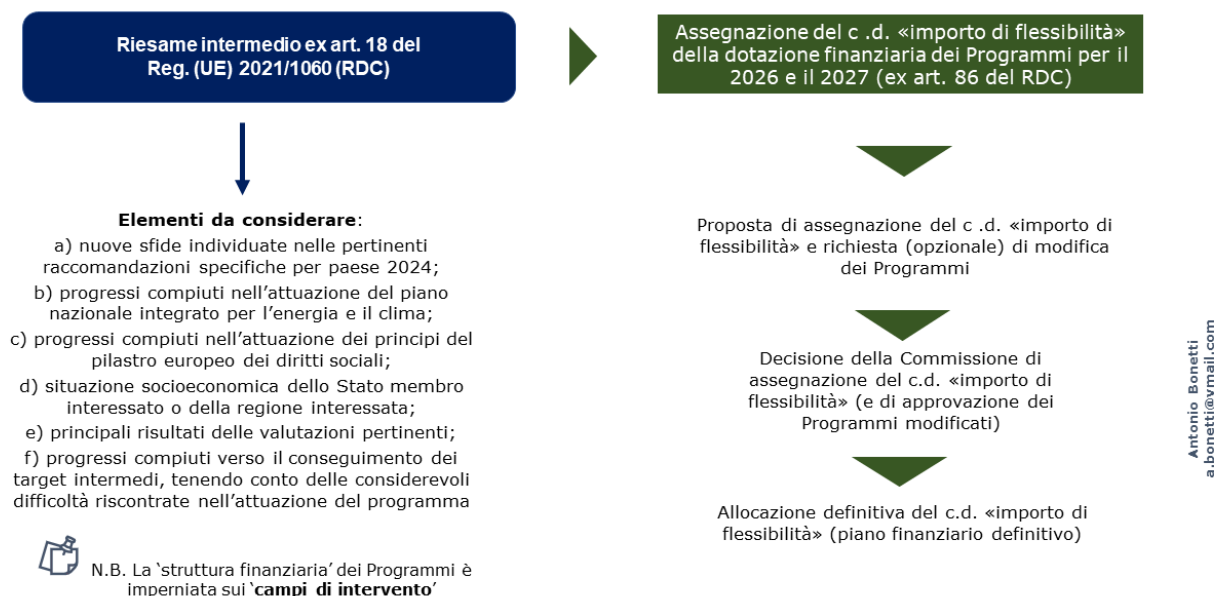 Riesame intermedio ex art. 18 del
Reg. (UE) 2021/1060 (RDC)
Assegnazione del c .d. «importo di flessibilità»
della dotazione finanziaria dei Programmi per il
2026 e il 2027 (ex art. 86 del RDC)
Elementi da considerare:
a) nuove sfide individuate nelle pertinenti
raccomandazioni specifiche per paese 2024;
b) progressi compiuti nell’attuazione del piano
nazionale integrato per l’energia e il clima;
c) progressi compiuti nell’attuazione dei principi del
pilastro europeo dei diritti sociali;
d) situazione socioeconomica dello Stato membro
interessato o della regione interessata;
e) principali risultati delle valutazioni pertinenti;
f) progressi compiuti verso il conseguimento dei
target intermedi, tenendo conto delle considerevoli
difficoltà riscontrate nell’attuazione del programma
N.B. La ‘struttura finanziaria’ dei Programmi è
imperniata sui ‘campi di intervento’
Proposta di assegnazione del c .d. «importo di
flessibilità» e richiesta (opzionale) di modifica
dei Programmi
Decisione della Commissione di
assegnazione del c.d. «importo di
flessibilità» (e di approvazione dei
Programmi modificati)
Allocazione definitiva del c.d. «importo di
flessibilità» (piano finanziario definitivo)
Antonio Bonetti
a.bonetti@ymail.com